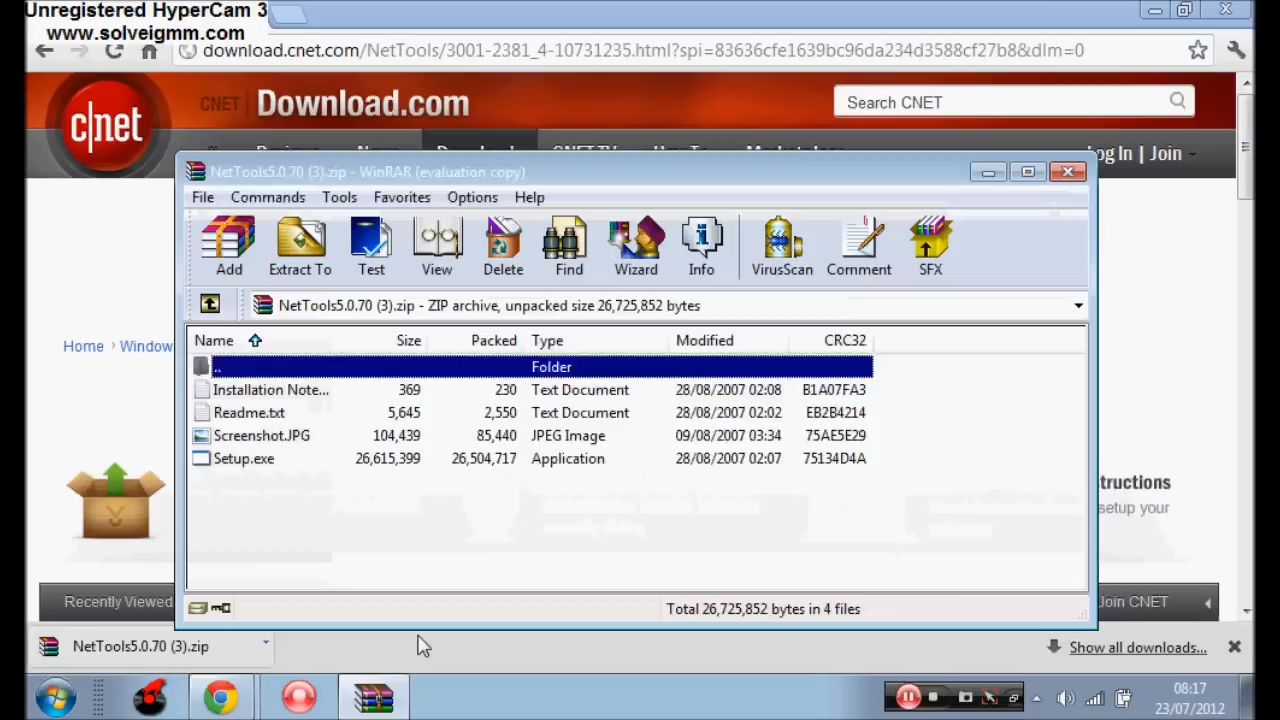 Unregistered HyperCam 3
www.solveigmm.com
download.cnet.com/NetTools/3001-2381_4-10731235.html?spi=83656cfe1639bc96da234d3588cf27b8&dlm=0
c|net
CNET Download.com
Search CNET
Log In | Join
NetTools5.0.70 (3).zip - WinRAR (evaluation copy)
File Commands Tools Favorites Options Help
Add Extract To Test View Delete Find Wizard Info VirusScan Comment SFX
NetTools5.0.70 (3).zip - ZIP archive, unpacked size 26,725,852 bytes
Name Size Packed Type Modified CRC32
.. Folder
Installation Note... 369 230 Text Document 28/08/2007 02:08 B1A07FA3
Readme.txt 5,645 2,550 Text Document 28/08/2007 02:02 EB2B4214
Screenshot.JPG 104,439 85,440 JPEG Image 09/08/2007 03:34 75AE5E29
Setup.exe 26,615,399 26,504,717 Application 28/08/2007 02:07 75134D4A
Total 26,725,852 bytes in 4 files
Home › Window
tructions
setup your
Recently Viewed
Join CNET
NetTools5.0.70 (3).zip
Show all downloads...
08:17
23/07/2012